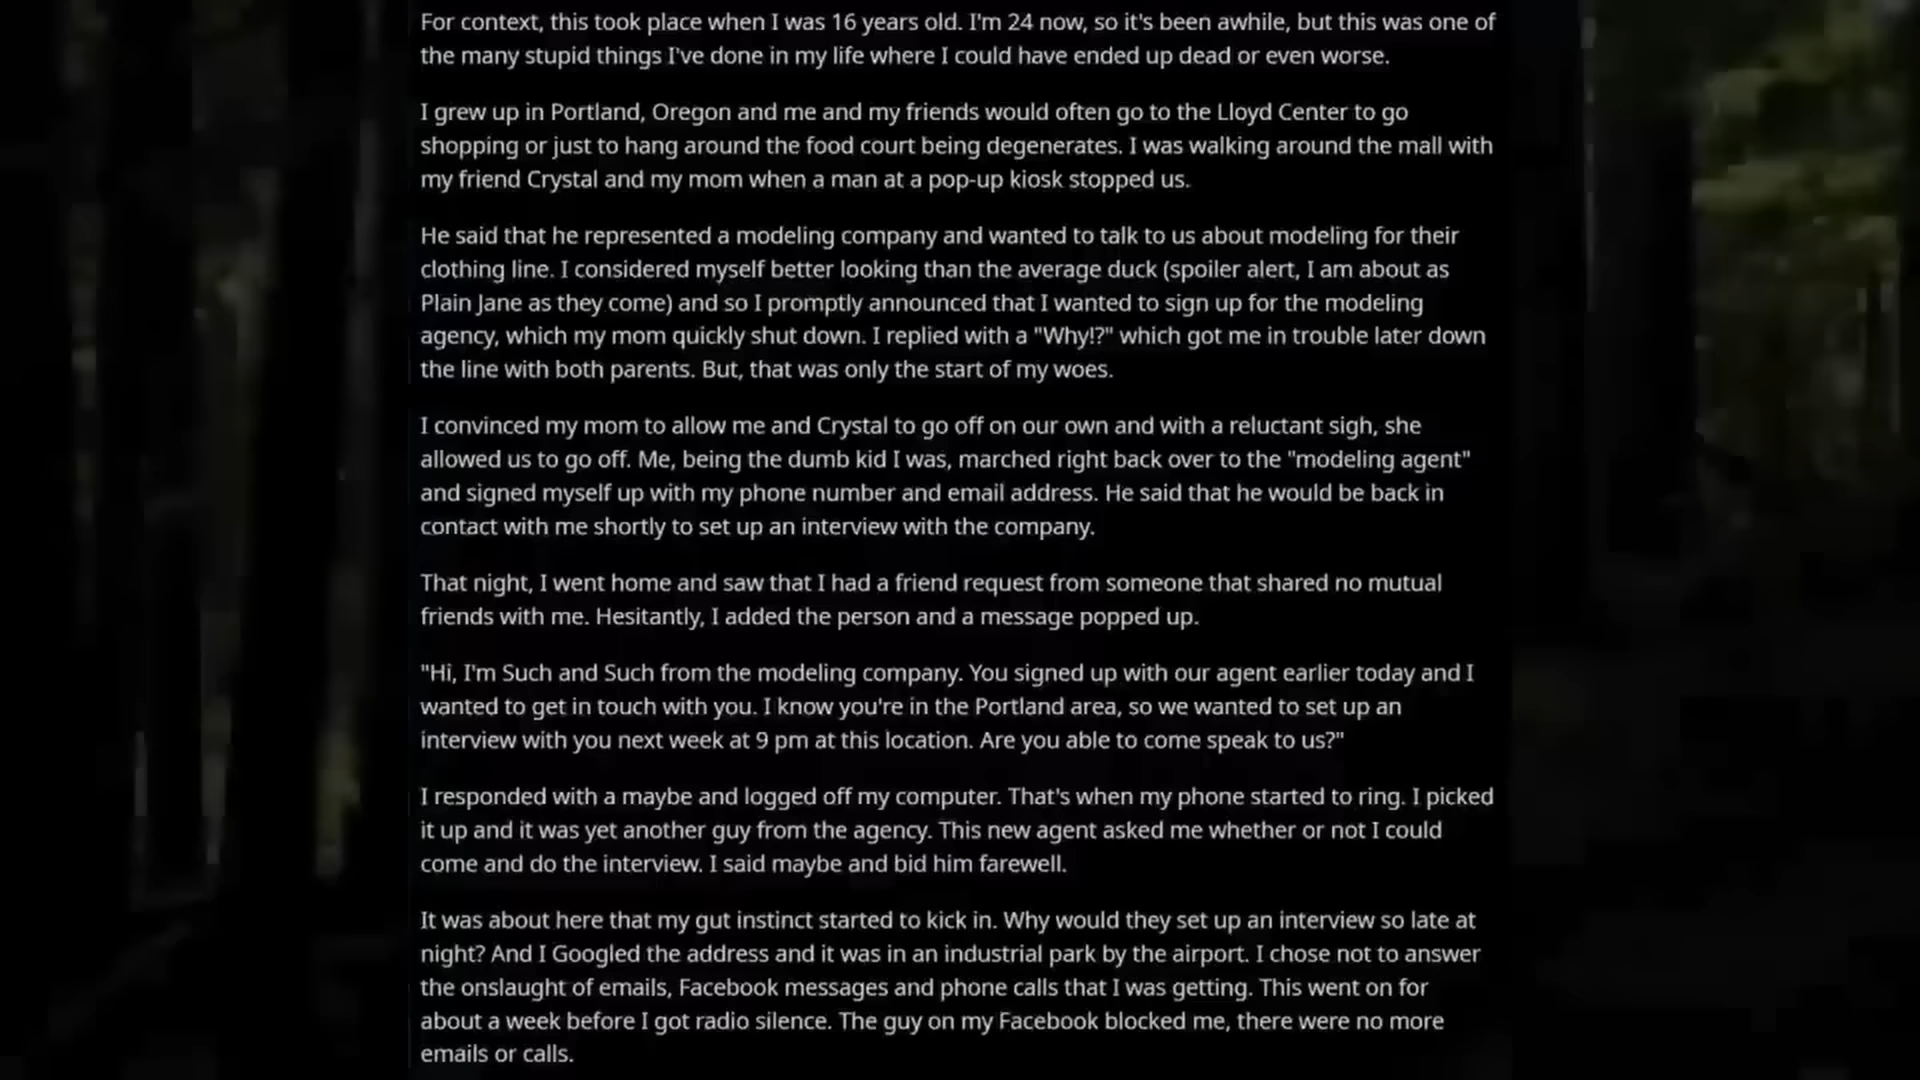 For context, this took place when I was 16 years old. I'm 24 now, so it's been awhile, but this was one of
the many stupid things I've done in my life where I could have ended up dead or even worse.
I grew up in Portland, Oregon and me and my friends would often go to the Lloyd Center to go
shopping or just to hang around the food court being degenerates. I was walking around the mall with
my friend Crystal and my mom when a man at a pop-up kiosk stopped us.
He said that he represented a modeling company and wanted to talk to us about modeling for their
clothing line. I considered myself better looking than the average duck (spoiler alert, I am about as
Plain Jane as they come) and so I promptly announced that I wanted to sign up for the modeling
agency, which my mom quickly shut down. I replied with a "Why!?" which got me in trouble later down
the line with both parents. But, that was only the start of my woes.
I convinced my mom to allow me and Crystal to go off on our own and with a reluctant sigh, she
allowed us to go off. Me, being the dumb kid I was, marched right back over to the "modeling agent"
and signed myself up with my phone number and email address. He said that he would be back in
contact with me shortly to set up an interview with the company.
That night, I went home and saw that I had a friend request from someone that shared no mutual
friends with me. Hesitantly, I added the person and a message popped up.
"Hi, I'm Such and Such from the modeling company. You signed up with our agent earlier today and I
wanted to get in touch with you. I know you're in the Portland area, so we wanted to set up an
interview with you next week at 9 pm at this location. Are you able to come speak to us?"
I responded with a maybe and logged off my computer. That's when my phone started to ring. I picked
it up and it was yet another guy from the agency. This new agent asked me whether or not I could
come and do the interview. I said maybe and bid him farewell.
It was about here that my gut instinct started to kick in. Why would they set up an interview so late at
night? And I Googled the address and it was in an industrial park by the airport. I chose not to answer
the onslaught of emails, Facebook messages and phone calls that I was getting. This went on for
about a week before I got radio silence. The guy on my Facebook blocked me, there were no more
emails or calls.